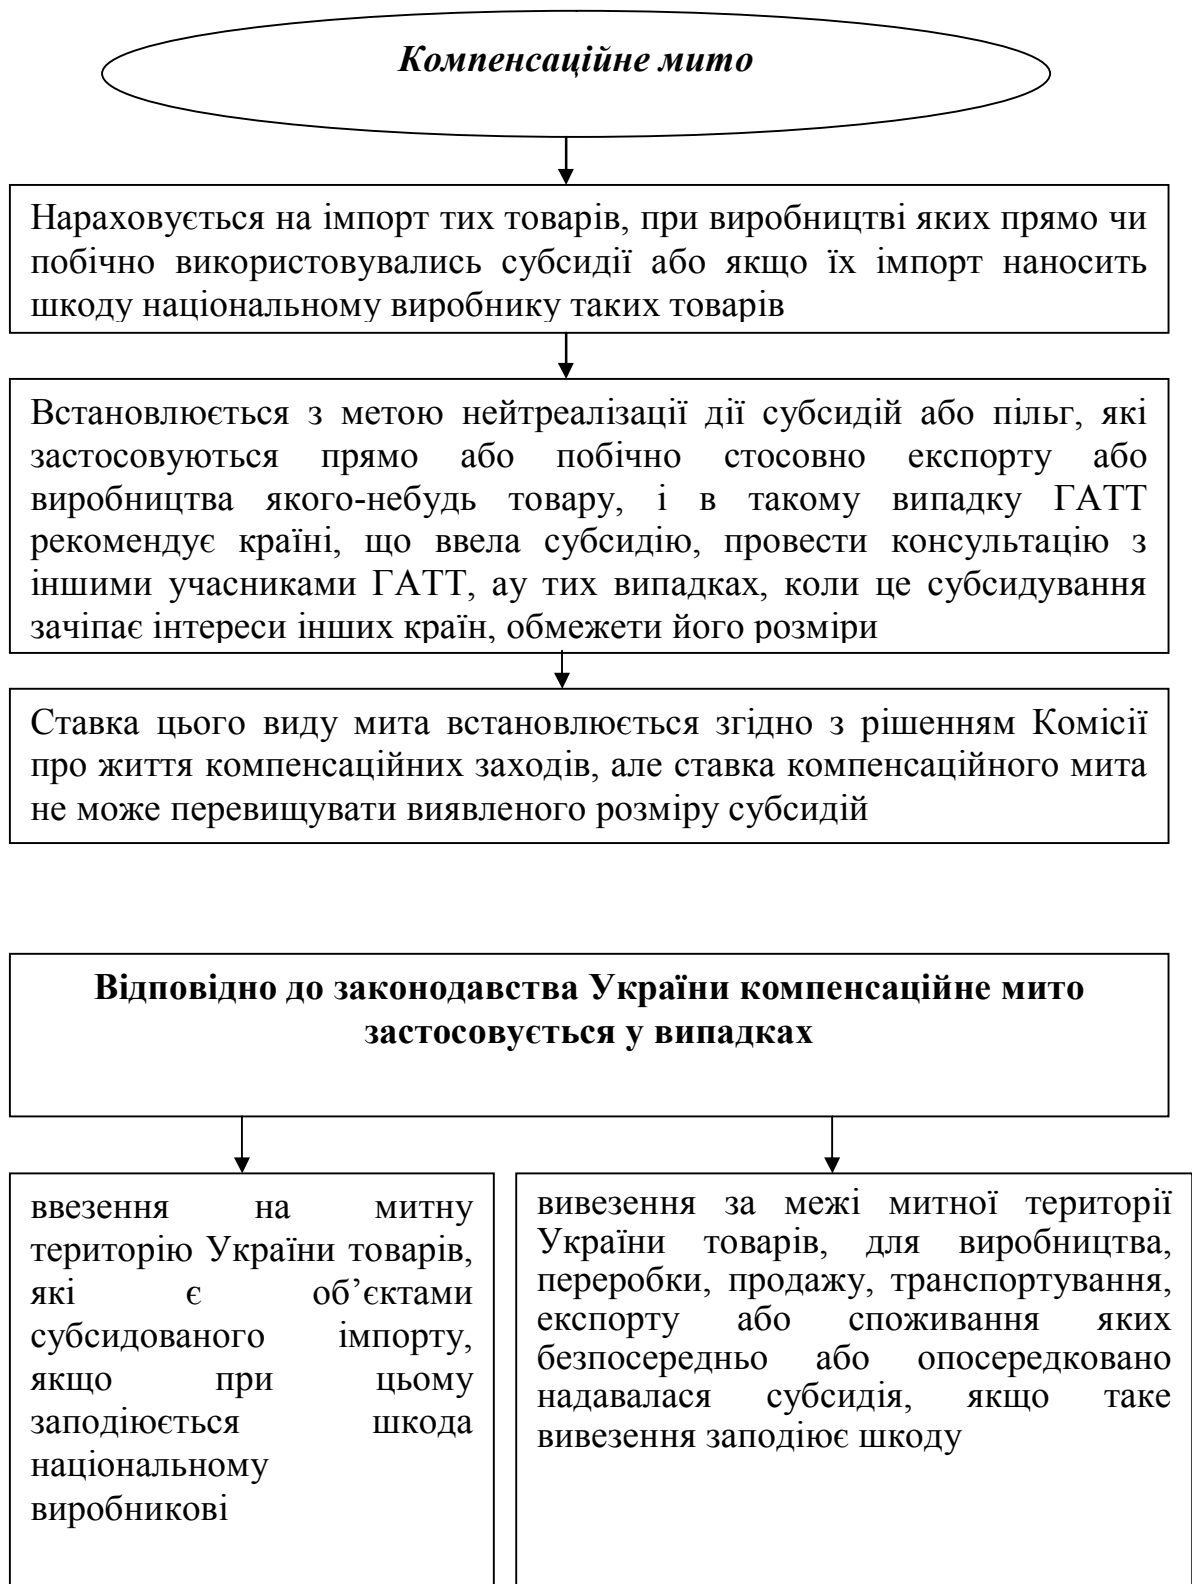 Компенсаційне мито
Нараховується на імпорт тих товарів, при виробництві яких прямо чи
побічно використовувались субсидії або якщо їх імпорт наносить
шкоду національному виробнику таких товарів
Встановлюється з метою нейтреалізації дії субсидій або пільг, які
застосовуються прямо або побічно стосовно експорту або
виробництва якого-небудь товару, і в такому випадку ГАТТ
рекомендує країні, що ввела субсидію, провести консультацію з
іншими учасниками ГАТТ, ау тих випадках, коли це субсидування
зачіпає інтереси інших країн, обмежети його розміри
Ставка цього виду мита встановлюється згідно з рішенням Комісії
про життя компенсаційних заходів, але ставка компенсаційного мита
не може перевищувати виявленого розміру субсидій
Відповідно до законодавства України компенсаційне мито
застосовується у випадках
ввезення на митну
територію України товарів,
які є об’єктами
субсидованого імпорту,
якщо при цьому
заподіюється шкода
національному
виробникові
вивезення за межі митної території
України товарів, для виробництва,
переробки, продажу, транспортування,
експорту або споживання яких
безпосередньо або опосередковано
надавалася субсидія, якщо таке
вивезення заподіює шкоду